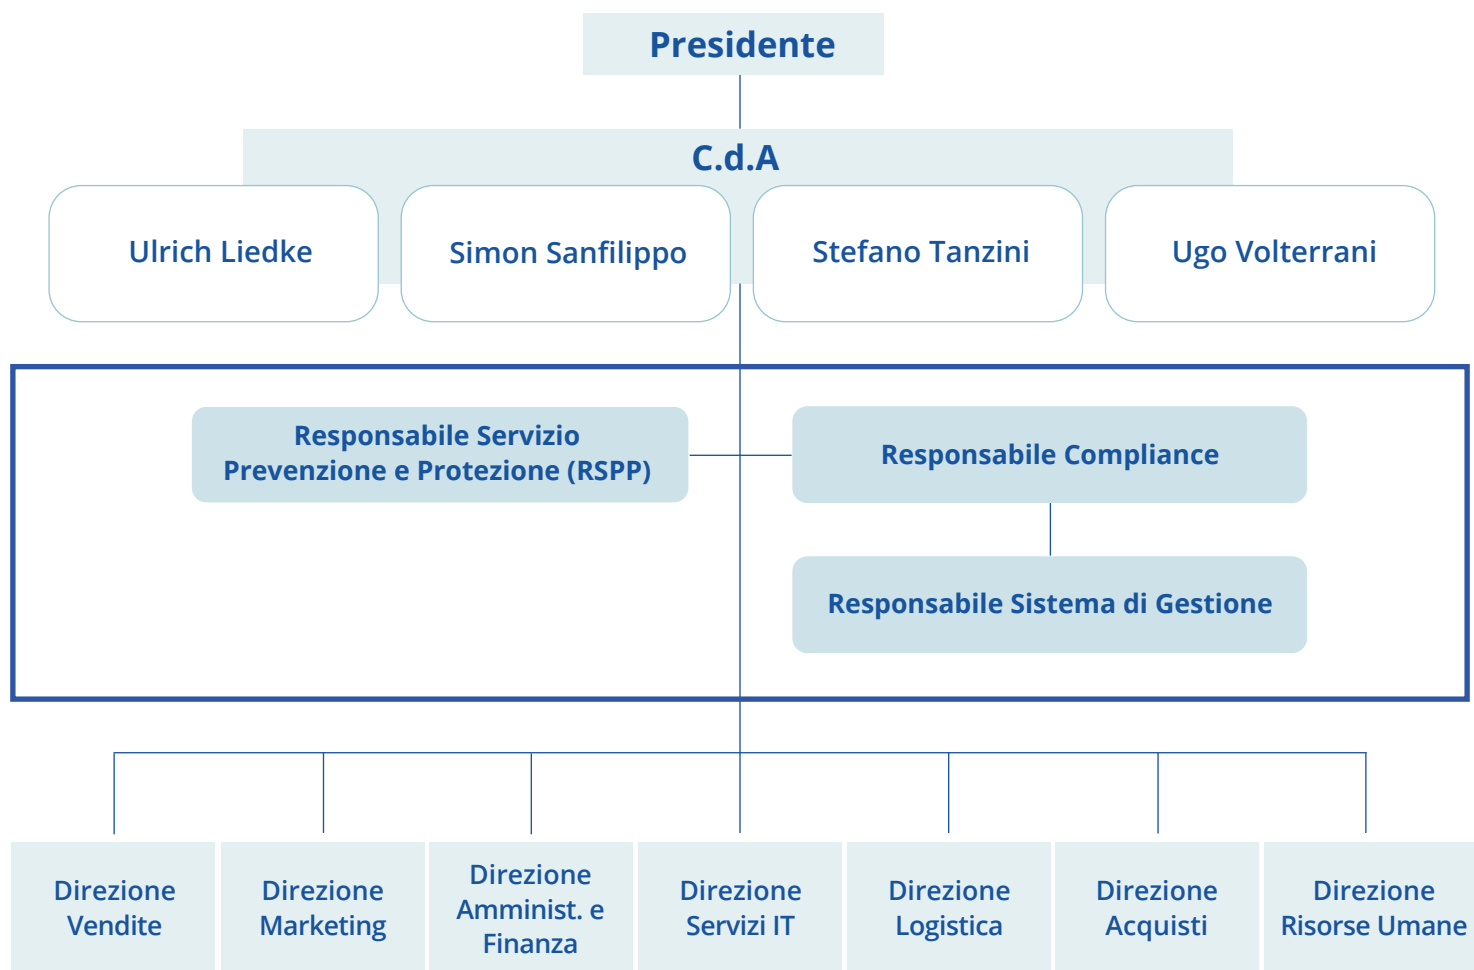 Presidente
C.d.A
Ulrich Liedke
Simon Sanfilippo
Stefano Tanzini
Ugo Volterrani
Responsabile Servizio
Prevenzione e Protezione (RSPP)
Responsabile Compliance
Responsabile Sistema di Gestione
Direzione
Vendite
Direzione
Marketing
Direzione
Amminist. e
Finanza
Direzione
Servizi IT
Direzione
Logistica
Direzione
Acquisti
Direzione
Risorse Umane